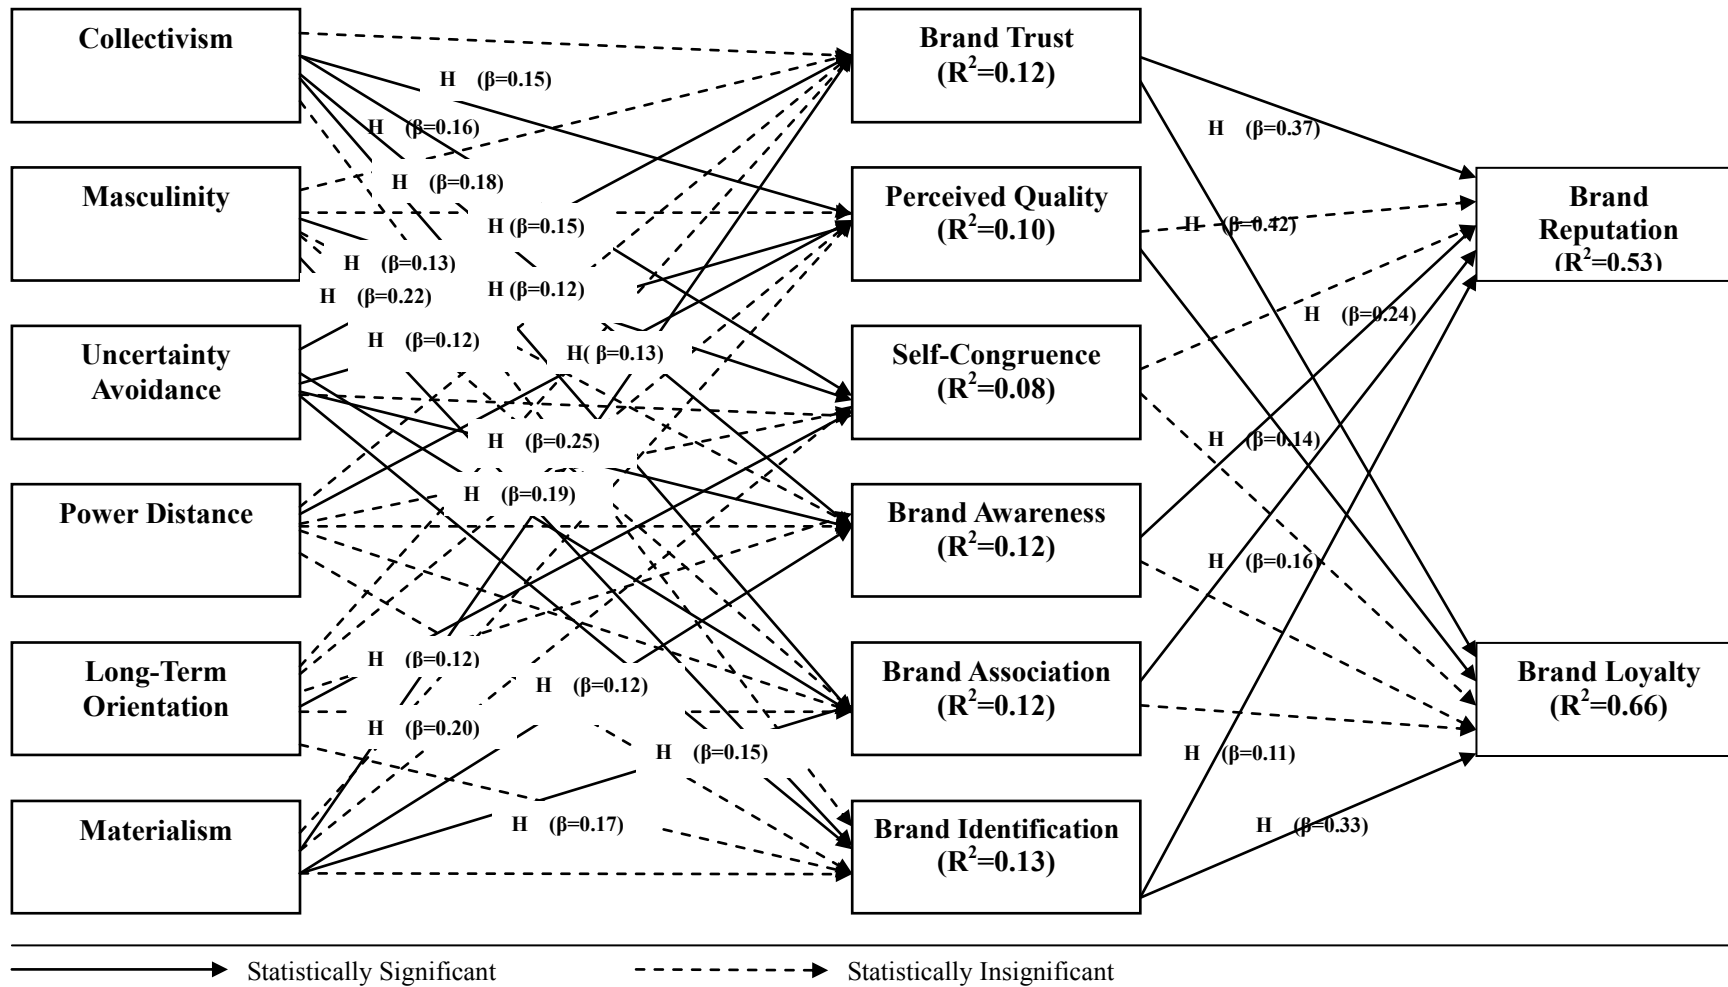 Collectivism
Masculinity
Uncertainty
Avoidance
Power Distance
Long-Term
Orientation
Materialism
H (β=0.15)
H (β=0.16)
H (β=0.18)
H (β=0.15)
H (β=0.13)
H (β=0.12)
H (β=0.22)
H (β=0.12)
H( β=0.13)
H (β=0.25)
H (β=0.19)
H (β=0.12)
H (β=0.12)
H (β=0.20)
H (β=0.15)
H (β=0.17)
Brand Trust
(R²=0.12)
Perceived Quality
(R²=0.10)
Self-Congruence
(R²=0.08)
Brand Awareness
(R²=0.12)
Brand Association
(R²=0.12)
Brand Identification
(R²=0.13)
H (β=0.37)
H (β=0.42)
H (β=0.24)
H (β=0.14)
H (β=0.16)
H (β=0.11)
H (β=0.33)
Brand
Reputation
(R²=0.53)
Brand Loyalty
(R²=0.66)
Statistically Significant
Statistically Insignificant